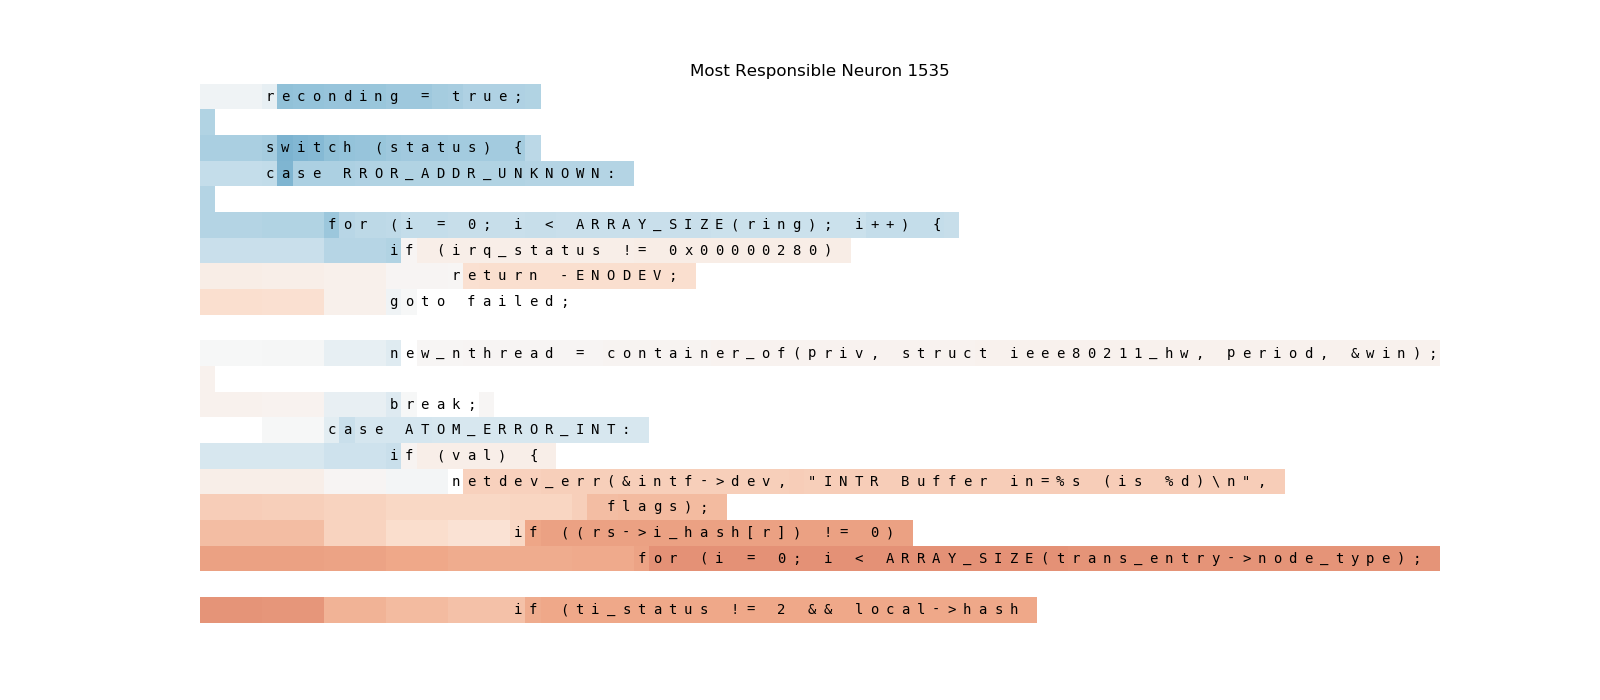 Most Responsible Neuron 1535
reconding = true;
switch (status) {
case RROR_ADDR_UNKNOWN:
for (i = 0; i < ARRAY_SIZE(ring); i++) {
if (irq_status != 0x00000280)
return -ENODEV;
goto failed;
new_nthread = container_of(priv, struct ieee80211_hw, period, &win);
break;
case ATOM_ERROR_INT:
if (val) {
netdev_err(&intf->dev, "INTR Buffer in=%s (is %d)\n",
flags);
if ((rs->i_hash[r]) != 0)
for (i = 0; i < ARRAY_SIZE(trans_entry->node_type);
if (ti_status != 2 && local->hash